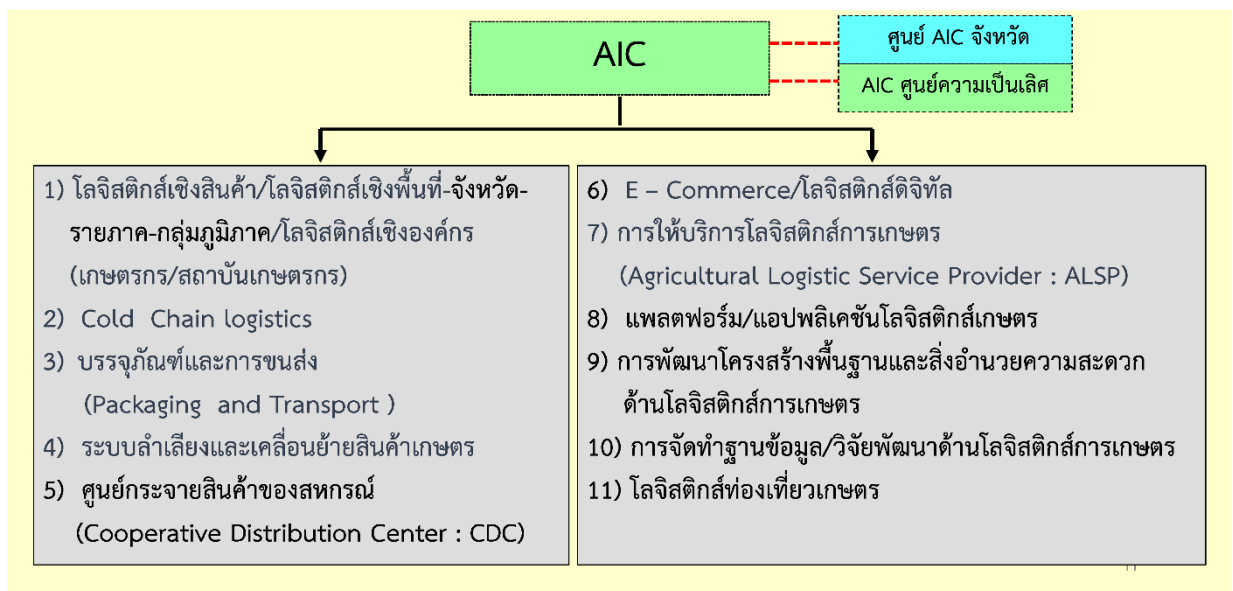 AIC
ศูนย์ AIC จังหวัด
AIC ศูนย์ความเป็นเลิศ
1) โลจิสติกส์เชิงสินค้า/โลจิสติกส์เชิงพื้นที่-จังหวัด-
รายภาค-กลุ่มภูมิภาค/โลจิสติกส์เชิงองค์กร
(เกษตรกร/สถาบันเกษตรกร)
2) Cold Chain logistics
3) บรรจุภัณฑ์และการขนส่ง
(Packaging and Transport )
4) ระบบลำเลียงและเคลื่อนย้ายสินค้าเกษตร
5) ศูนย์กระจายสินค้าของสหกรณ์
(Cooperative Distribution Center : CDC)
6) E – Commerce/โลจิสติกส์ดิจิทัล
7) การให้บริการโลจิสติกส์การเกษตร
(Agricultural Logistic Service Provider : ALSP)
8) แพลตฟอร์ม/แอปพลิเคชันโลจิสติกส์เกษตร
9) การพัฒนาโครงสร้างพื้นฐานและสิ่งอำนวยความสะดวก
ด้านโลจิสติกส์การเกษตร
10) การจัดทำฐานข้อมูล/วิจัยพัฒนาด้านโลจิสติกส์การเกษตร
11) โลจิสติกส์ท่องเที่ยวเกษตร